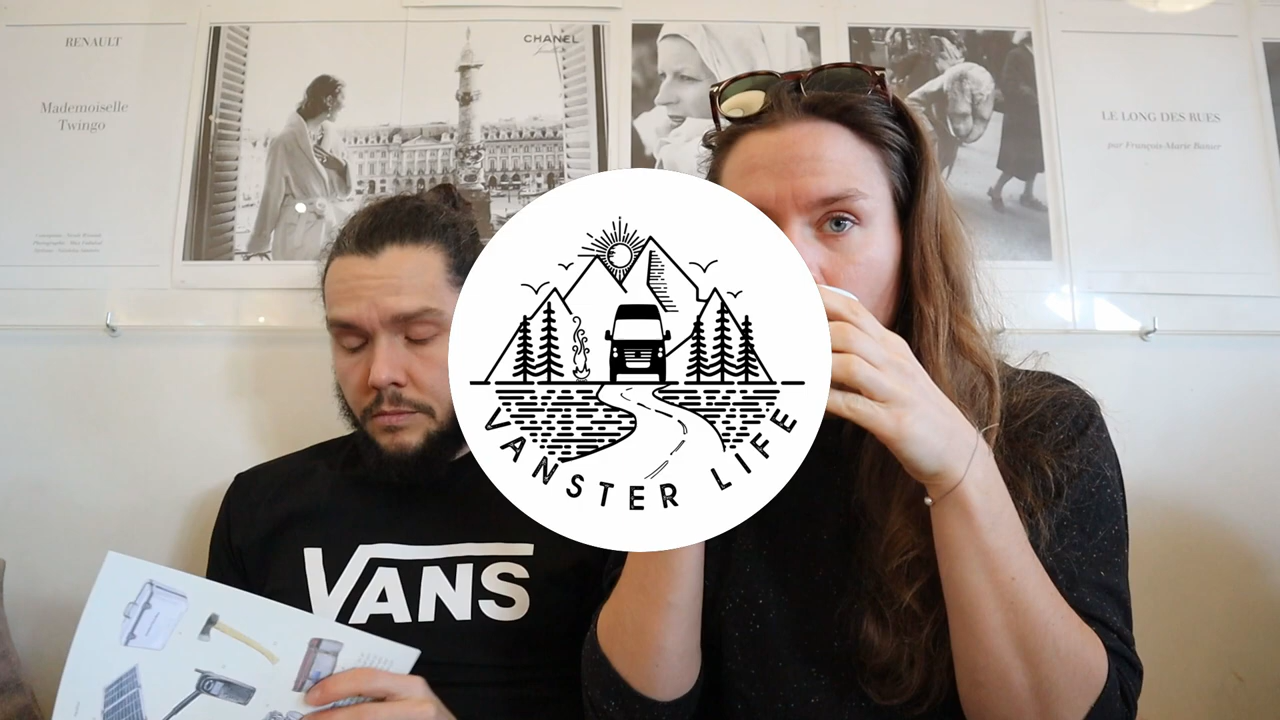 RENAULT
Mademoiselle
Twingo
CHANEL
LE LONG DES RUES
par François-Marie Banier
VANSTER LIFE
VANS